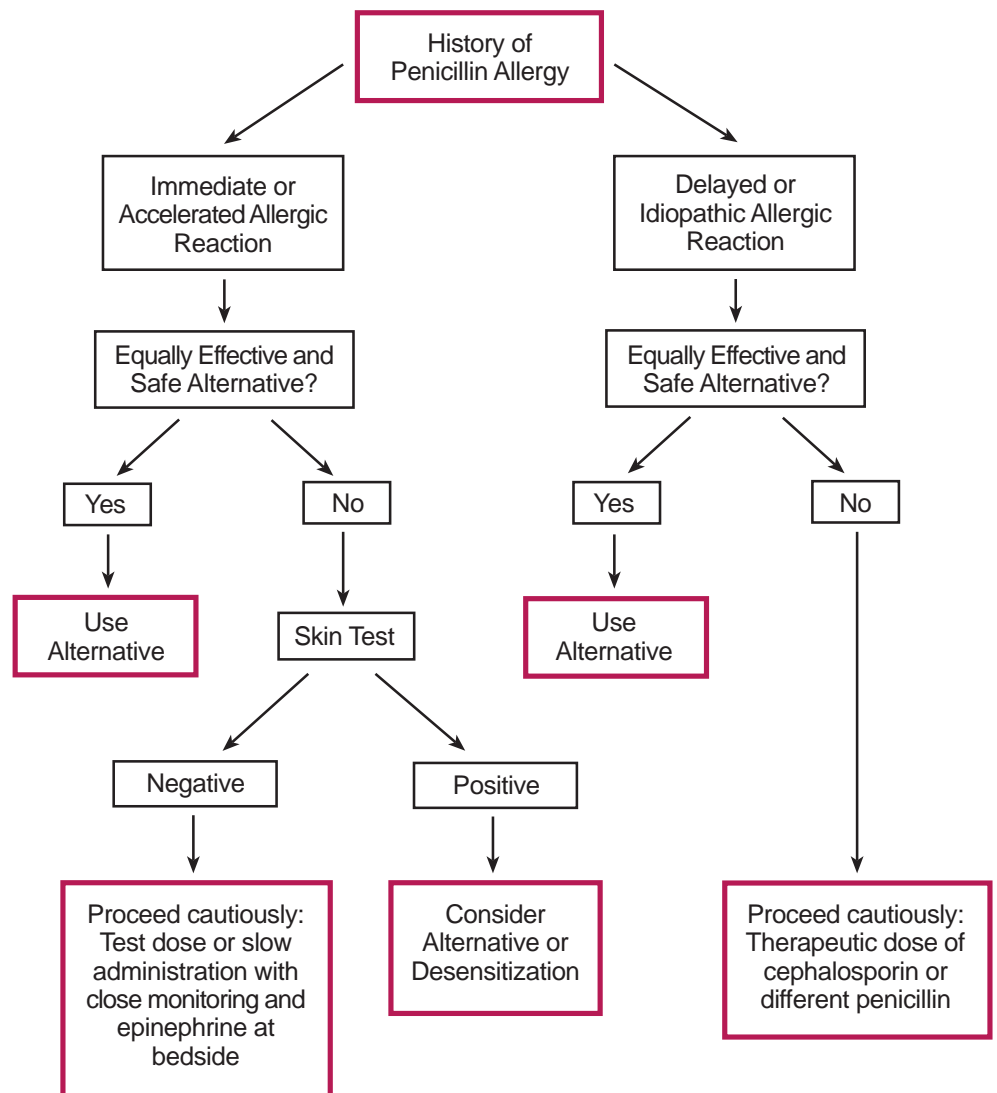 History of
Penicillin Allergy
Immediate or
Accelerated Allergic
Reaction
Delayed or
Idiopathic Allergic
Reaction
Equally Effective and
Safe Alternative?
Equally Effective and
Safe Alternative?
Yes
No
Yes
No
Use
Alternative
Skin Test
Use
Alternative
Negative
Positive
Proceed cautiously:
Test dose or slow
administration with
close monitoring and
epinephrine at
bedside
Consider
Alternative or
Desensitization
Proceed cautiously:
Therapeutic dose of
cephalosporin or
different penicillin